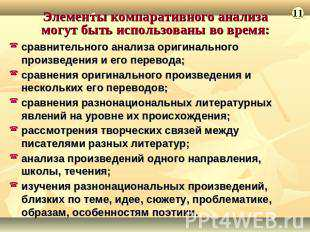 11
Элементы компаративного анализа
могут быть использованы во время:
сравнительного анализа оригинального
произведения и его перевода;
сравнения оригинального произведения и
нескольких его переводов;
сравнения разнонациональных литературных
явлений на уровне их происхождения;
рассмотрения творческих связей между
писателями разных литератур;
анализа произведений одного направления,
школы, течения;
изучения разнонациональных произведений,
близких по теме, идее, сюжету, проблематике,
образам, особенностям поэтики.
PPT4WEB.ru